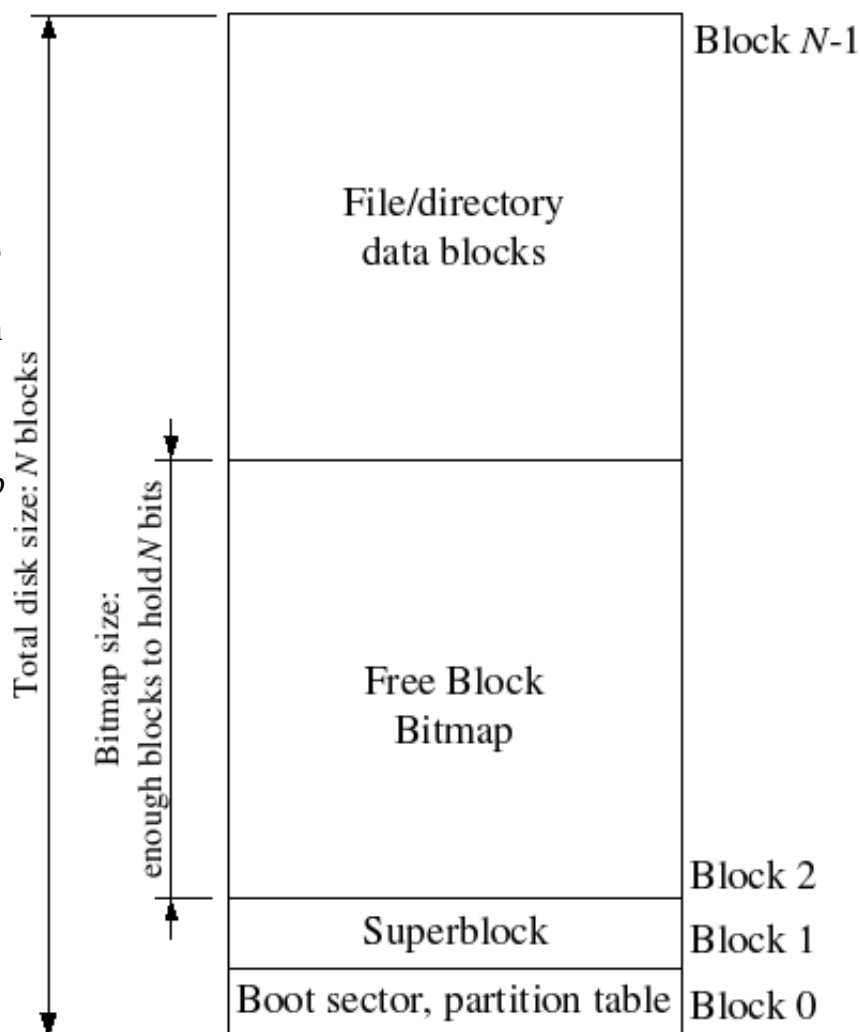 Block N-1
File/directory
data blocks
Total disk size: N blocks
Bitmap size:
enough blocks to hold N bits
Free Block
Bitmap
Block 2
Superblock
Block 1
Boot sector, partition table
Block 0